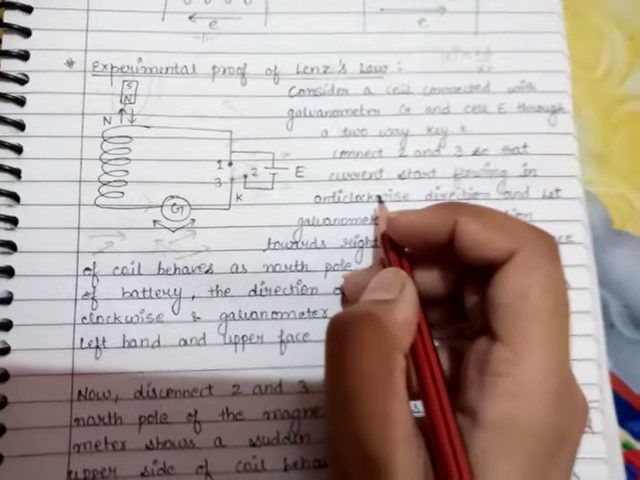 e
e
* Experimental proof of Lenz's Law:
Consider a coil connected with
galvanometer G and cell E through
a two way key K.
connect 2 and 3 so that
current start flowing in
anticlockwise direction and let
galvanomet
towards right
of coil behaves as north pole
of battery, the direction
clockwise & galvanometer
left hand and upper face
Now, disconnect 2 and 3
north pole of the magne
meter shows a sudden
upper side of coil beha
S
N
N
1
2
3
E
K
G